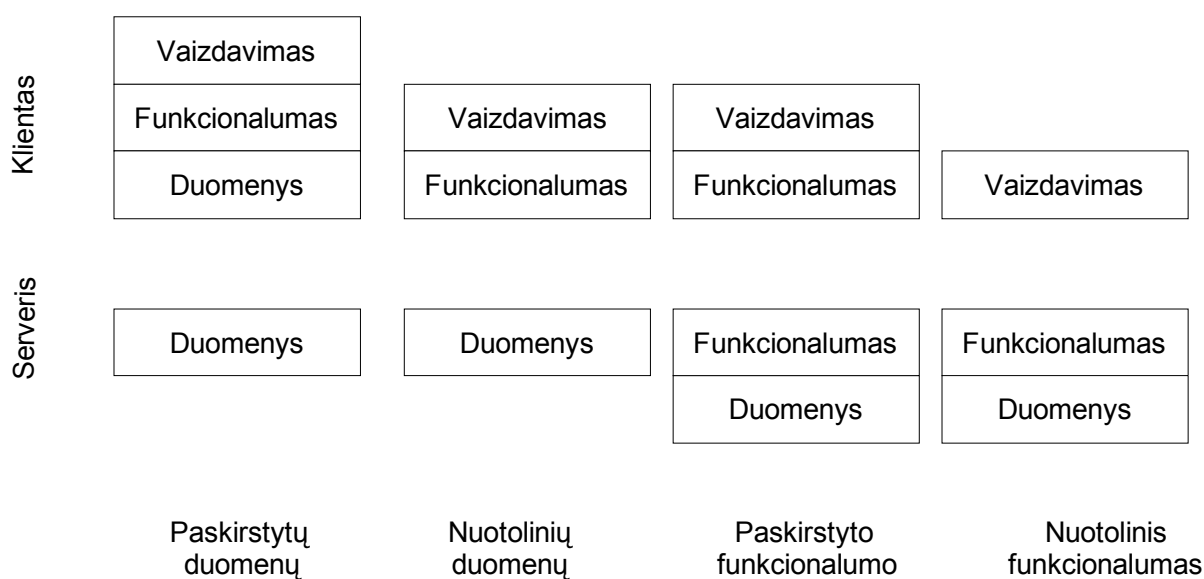 Klientas
Vaizdavimas
Funkcionalumas
Duomenys
Vaizdavimas
Funkcionalumas
Vaizdavimas
Funkcionalumas
Vaizdavimas
Serveris
Duomenys
Duomenys
Funkcionalumas
Duomenys
Funkcionalumas
Duomenys
Paskirstytų
duomenų
Nuotolinių
duomenų
Paskirstyto
funkcionalumo
Nuotolinis
funkcionalumas